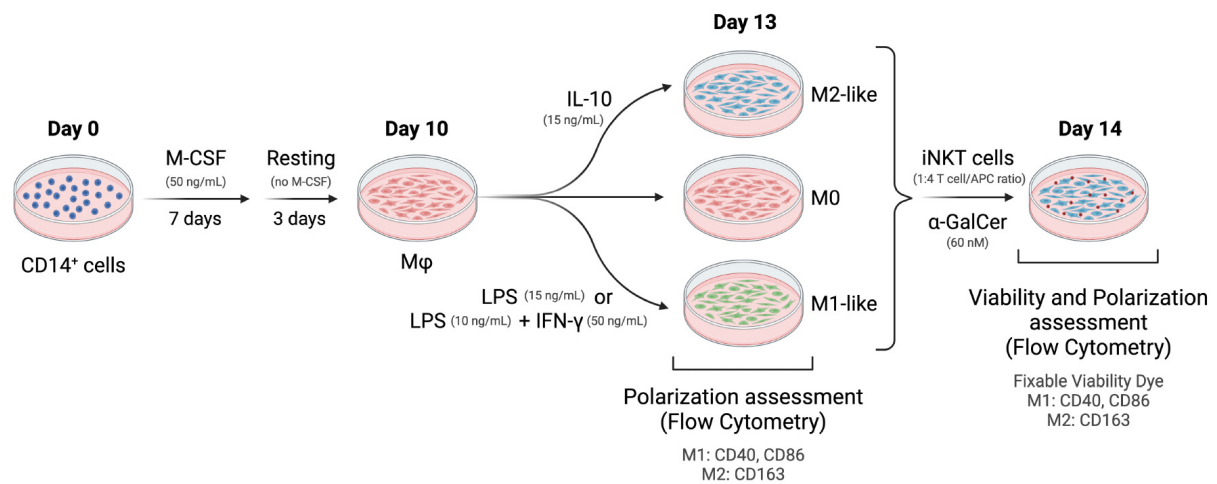 Day 0
CD14⁺ cells
M-CSF
(50 ng/mL)
7 days
Resting
(no M-CSF)
3 days
Day 10
Mφ
IL-10
(15 ng/mL)
LPS (15 ng/mL) or
LPS (10 ng/mL) + IFN-γ (50 ng/mL)
Day 13
M2-like
M0
M1-like
Polarization assessment
(Flow Cytometry)
M1: CD40, CD86
M2: CD163
iNKT cells
(1:4 T cell/APC ratio)
α-GalCer
(60 nM)
Day 14
Viability and Polarization
assessment
(Flow Cytometry)
Fixable Viability Dye
M1: CD40, CD86
M2: CD163